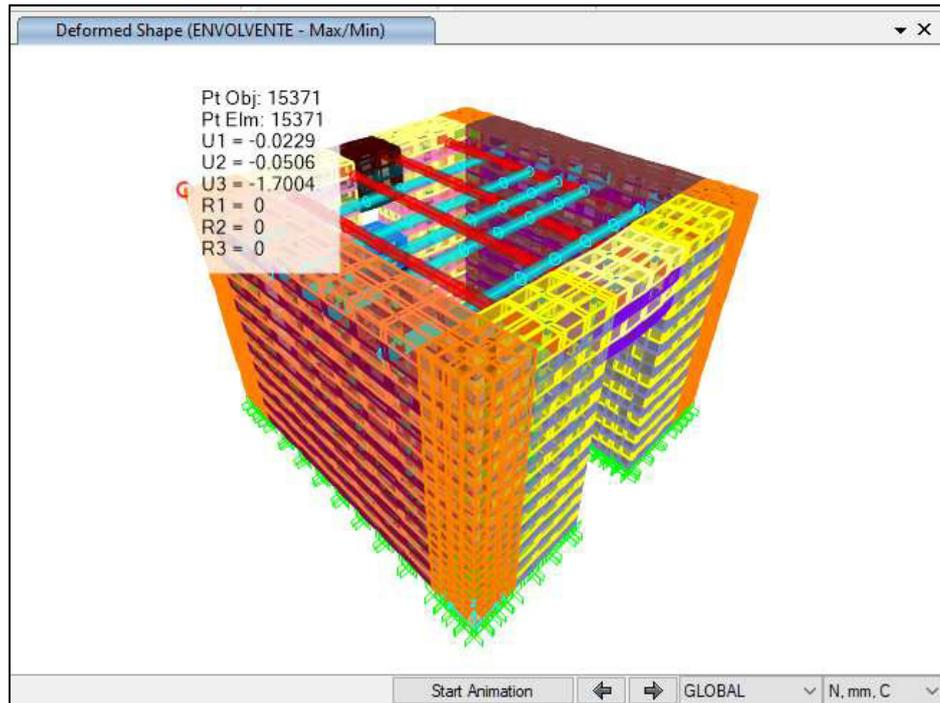 Deformed Shape (ENVOLVENTE - Max/Min)
Pt Obj: 15371
Pt Elm: 15371
U1 = -0.0229
U2 = -0.0506
U3 = -1.7004
R1 = 0
R2 = 0
R3 = 0
Start Animation
GLOBAL
N, mm, C